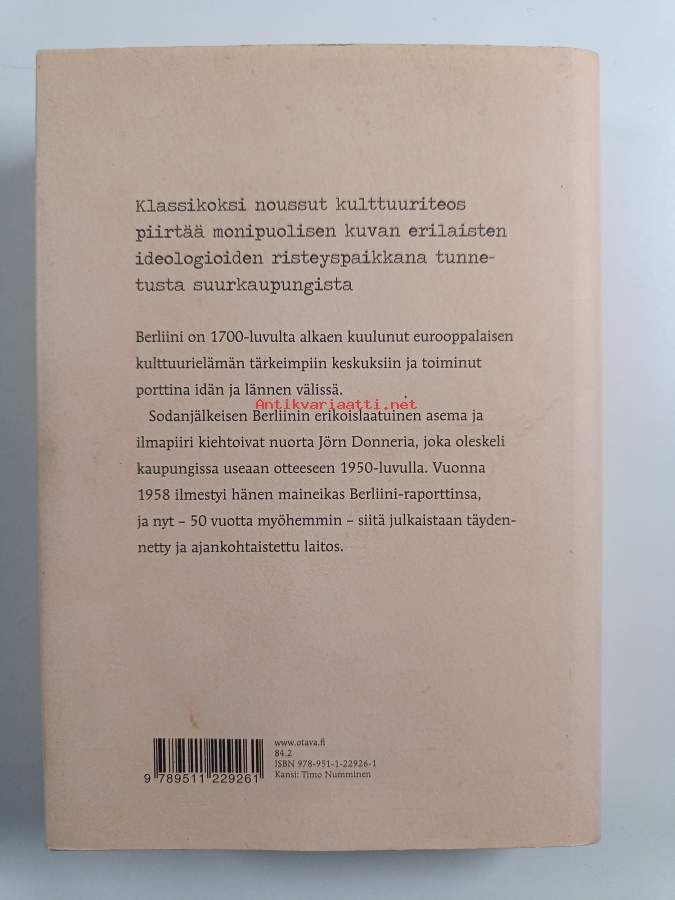 Klassikoksi noussut kulttuuriteos
piirtää monipuolisen kuvan erilaisten
ideologioiden risteyspaikkana tunne-
tusta suurkaupungista
Berliini on 1700-luvulta alkaen kuulunut eurooppalaisen
kulttuurielämän tärkeimpiin keskuksiin ja toiminut
porttina idän ja lännen välissä.
Antikvariaatti.net
Sodanjälkeisen Berliinin erikoislaatuinen asema ja
ilmapiiri kiehtoivat nuorta Jörn Donneria, joka oleskeli
kaupungissa useaan otteeseen 1950-luvulla. Vuonna
1958 ilmestyi hänen maineikas Berliini-raporttinsa,
ja nyt – 50 vuotta myöhemmin – siitä julkaistaan täyden-
netty ja ajankohtaistettu laitos.
www.otava.fi
84.2
ISBN 978-951-1-22926-1
Kansi: Timo Numminen
9 789511 229261